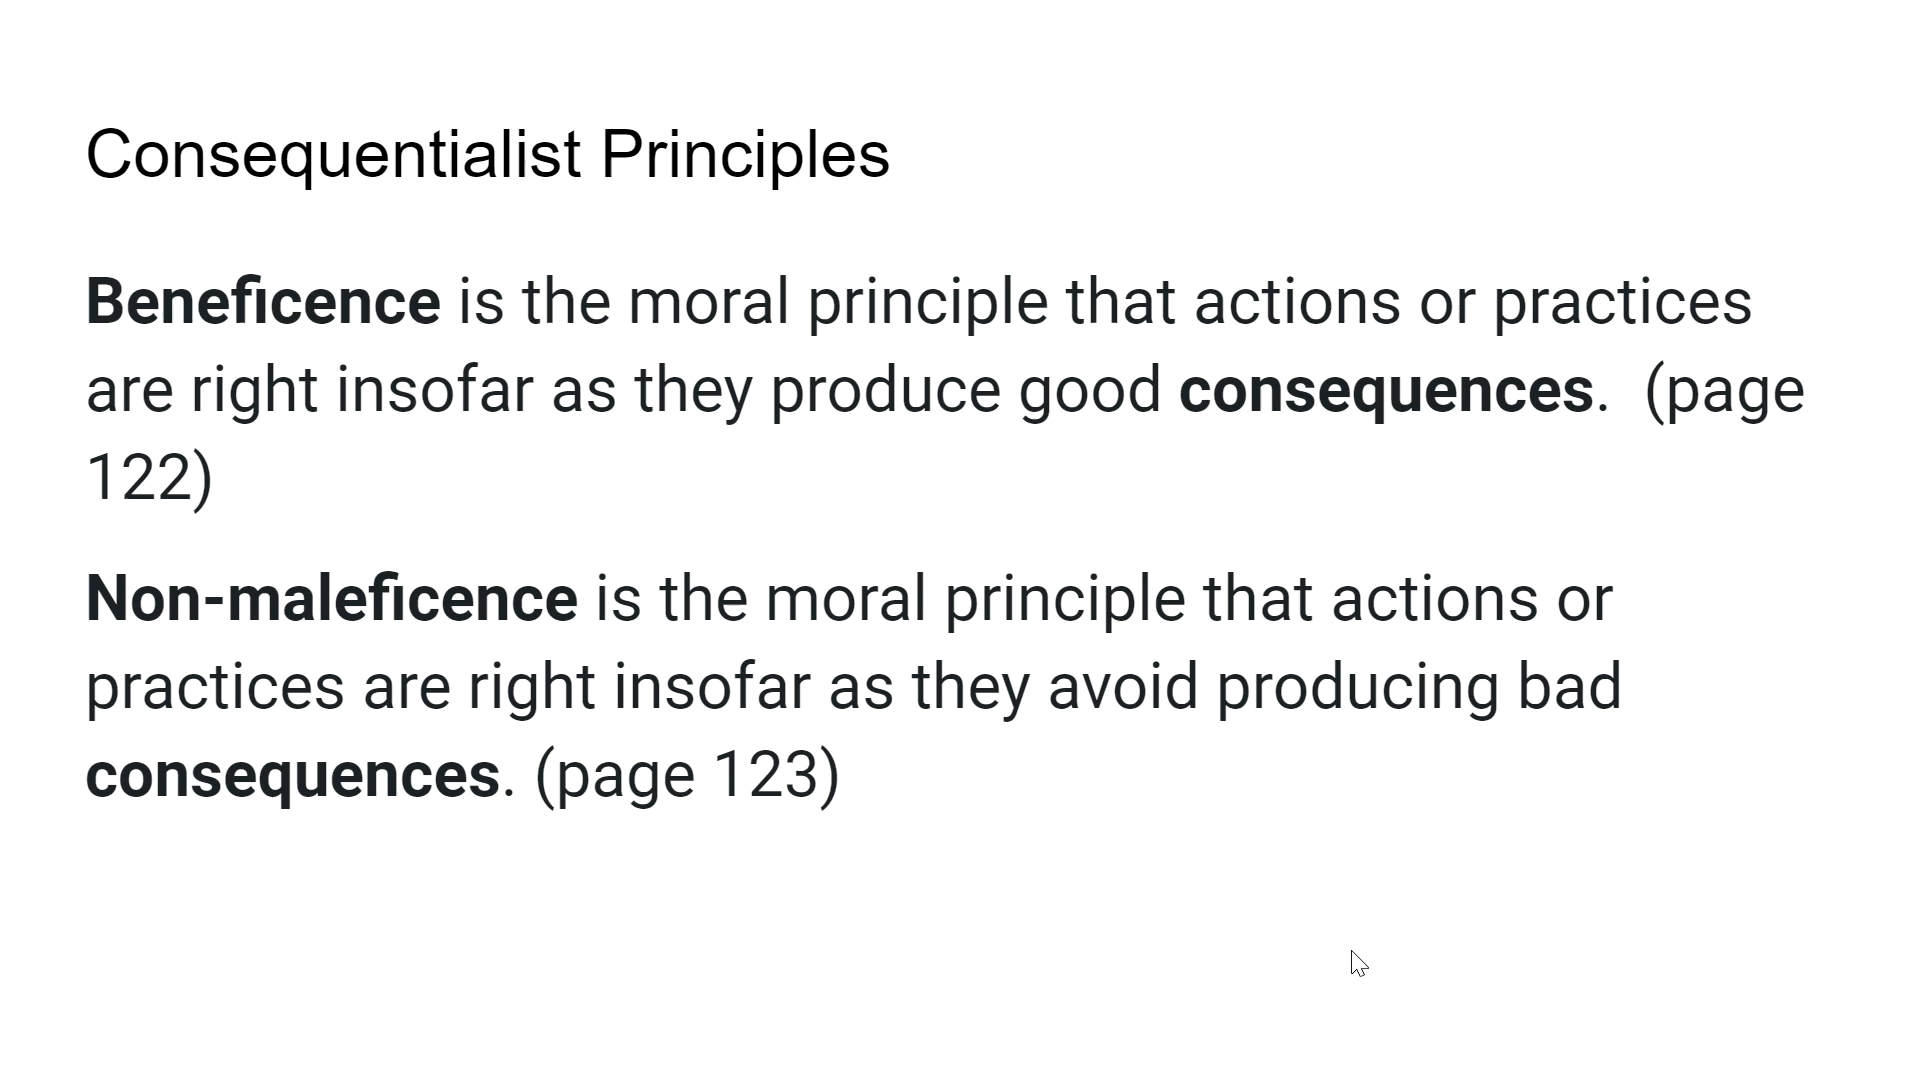 Consequentialist Principles
Beneficence is the moral principle that actions or practices
are right insofar as they produce good consequences.  (page
122)
Non-maleficence is the moral principle that actions or
practices are right insofar as they avoid producing bad
consequences. (page 123)